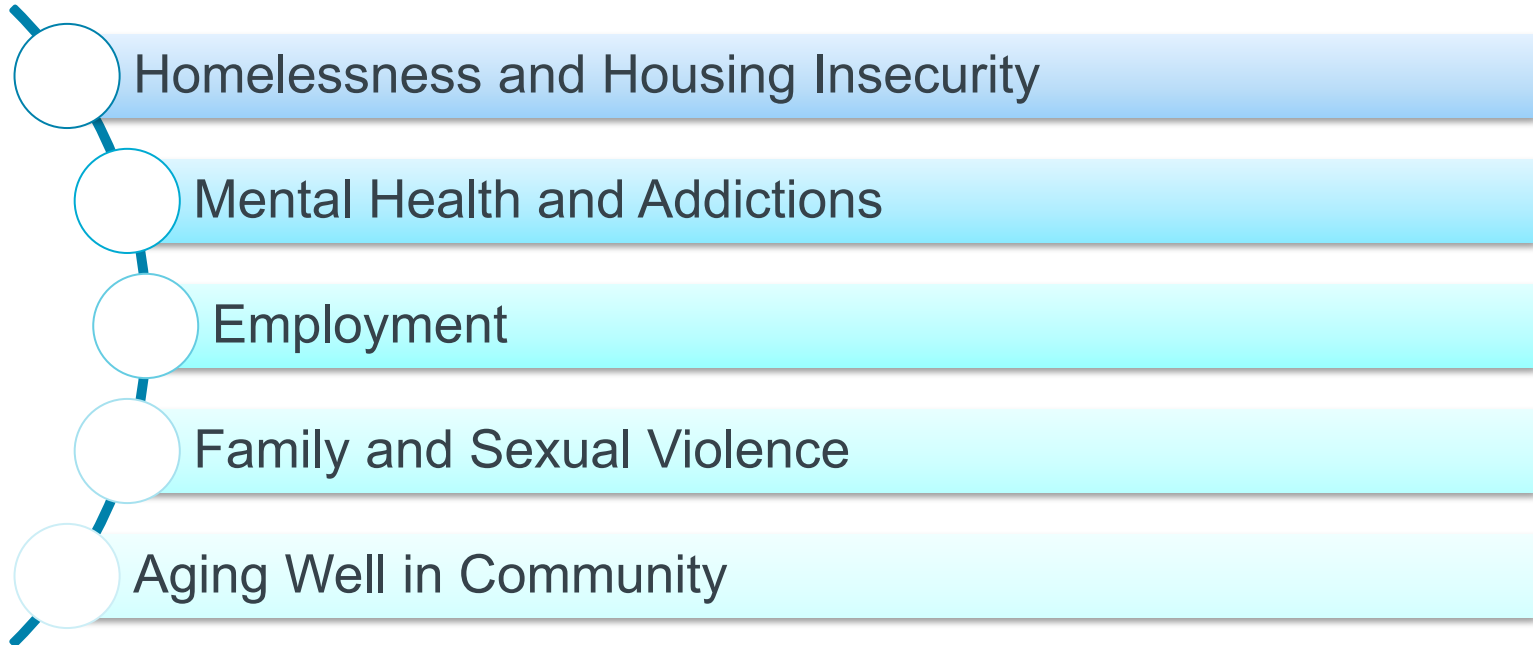 Homelessness and Housing Insecurity
Mental Health and Addictions
Employment
Family and Sexual Violence
Aging Well in Community